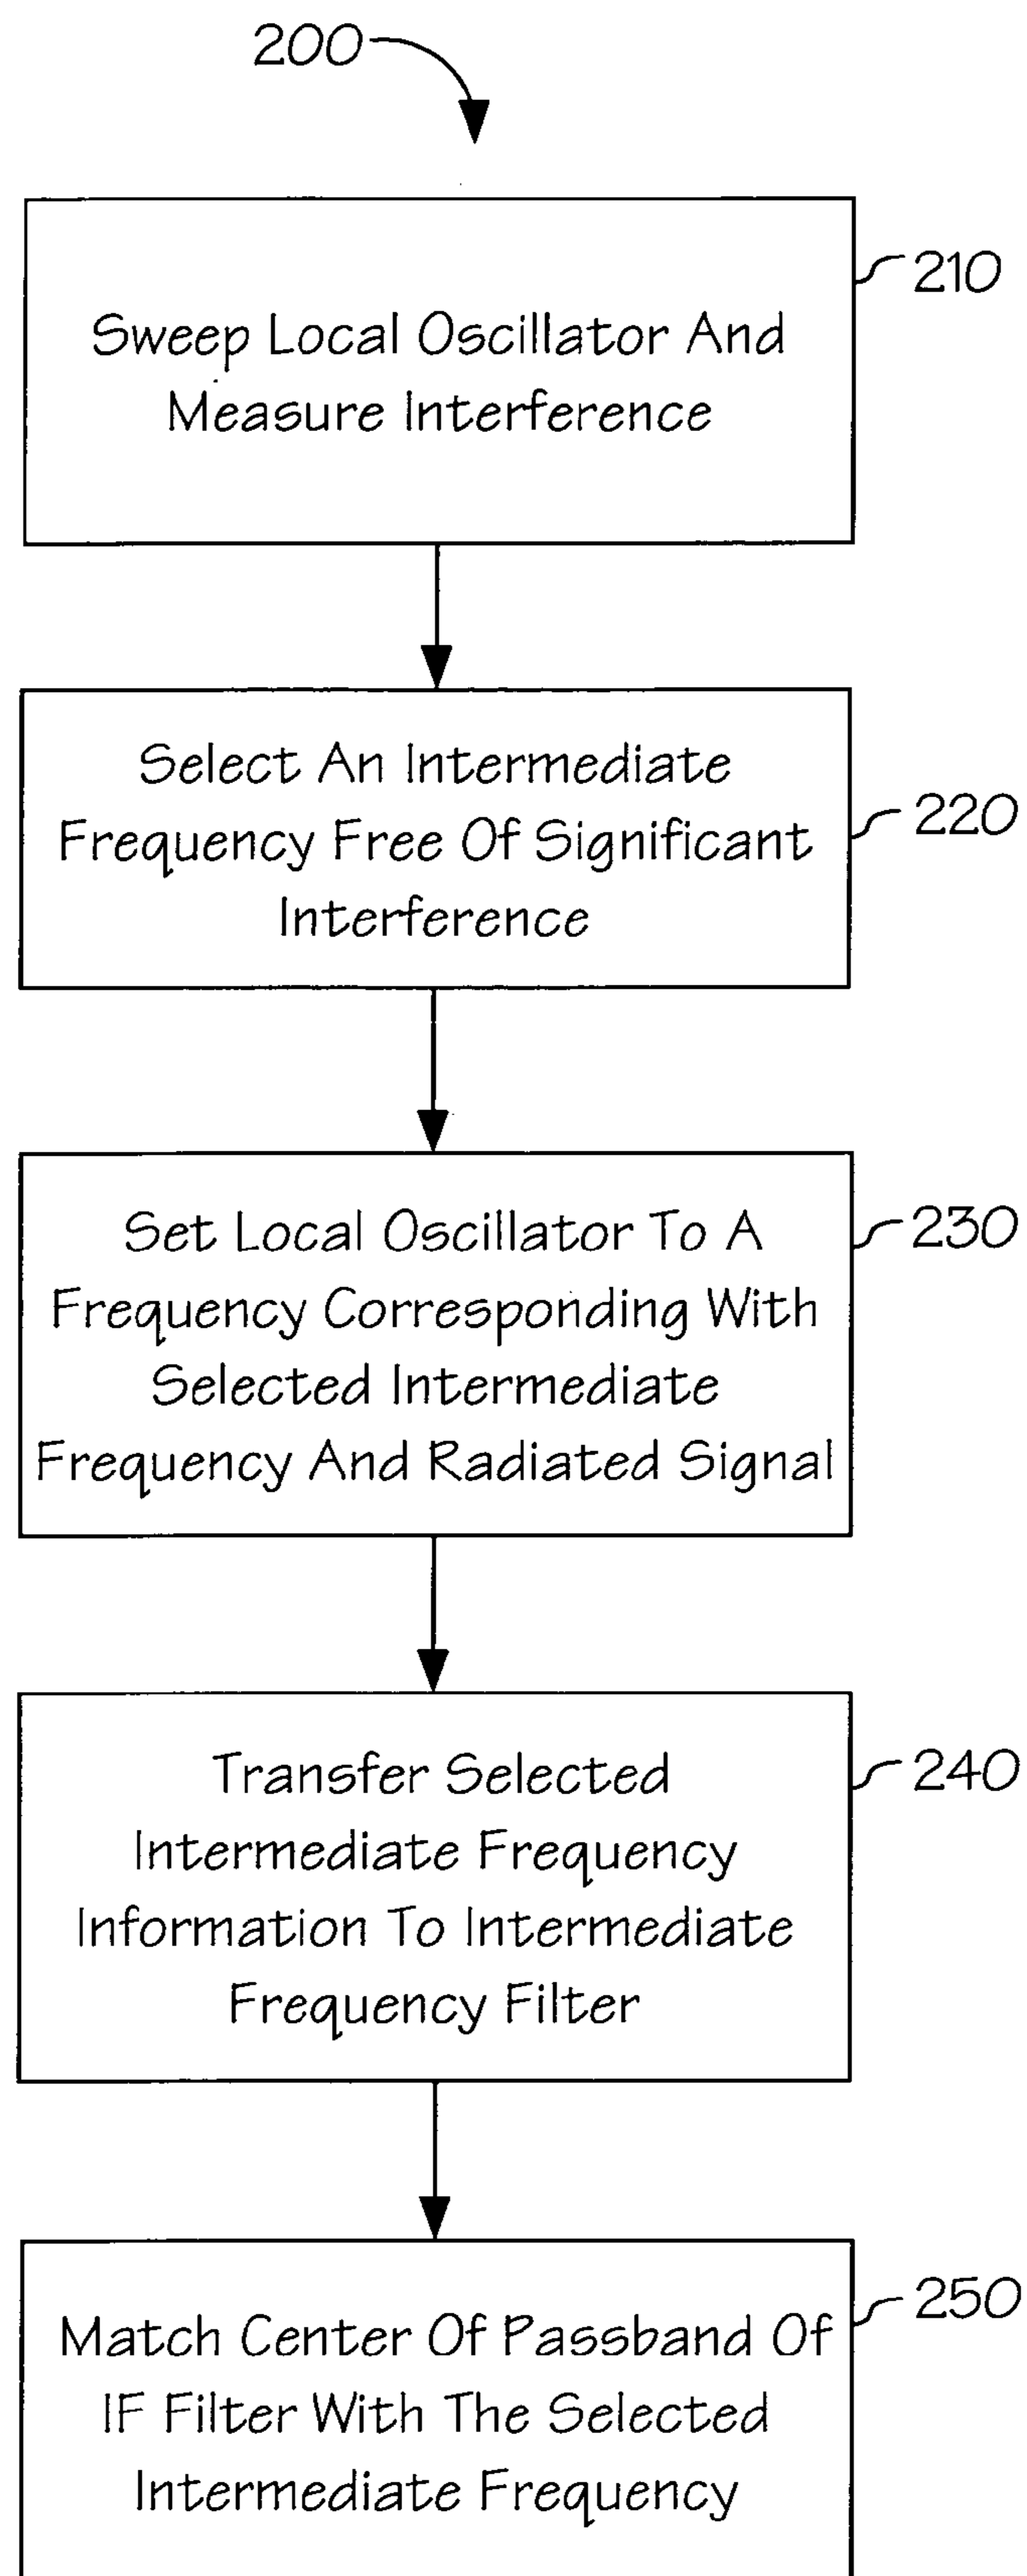 200
210
Sweep Local Oscillator And
Measure Interference
220
Select An Intermediate
Frequency Free Of Significant
Interference
230
Set Local Oscillator To A
Frequency Corresponding With
Selected Intermediate
Frequency And Radiated Signal
240
Transfer Selected
Intermediate Frequency
Information To Intermediate
Frequency Filter
250
Match Center Of Passband Of
IF Filter With The Selected
Intermediate Frequency